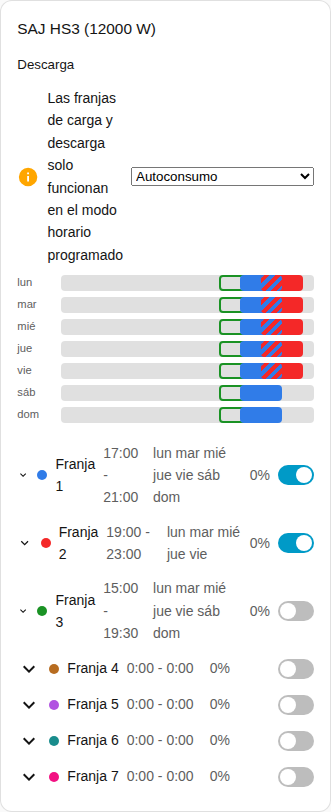 SAJ HS3 (12000 W)
Descarga
Las franjas
de carga y
descarga
solo
funcionan
en el modo
horario
programado
Autoconsumo
lun
mar
mié
jue
vie
sáb
dom
Franja
1
17:00
-
21:00
lun mar mié
jue vie sáb
dom
0%
Franja
2
19:00 -
23:00
lun mar mié
jue vie
0%
Franja
3
15:00
-
19:30
lun mar mié
jue vie sáb
dom
0%
Franja 4 0:00 - 0:00 0%
Franja 5 0:00 - 0:00 0%
Franja 6 0:00 - 0:00 0%
Franja 7 0:00 - 0:00 0%